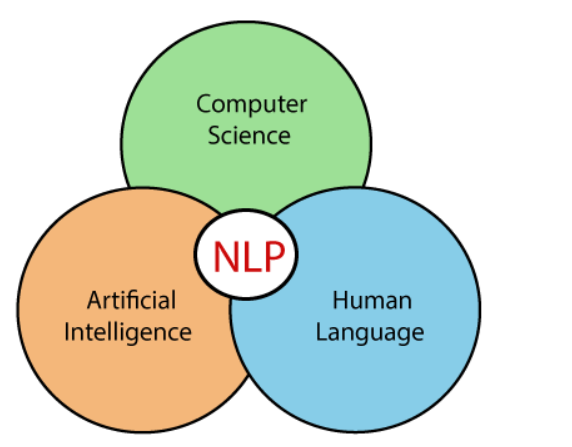 Computer
Science
NLP
Artificial
Intelligence
Human
Language